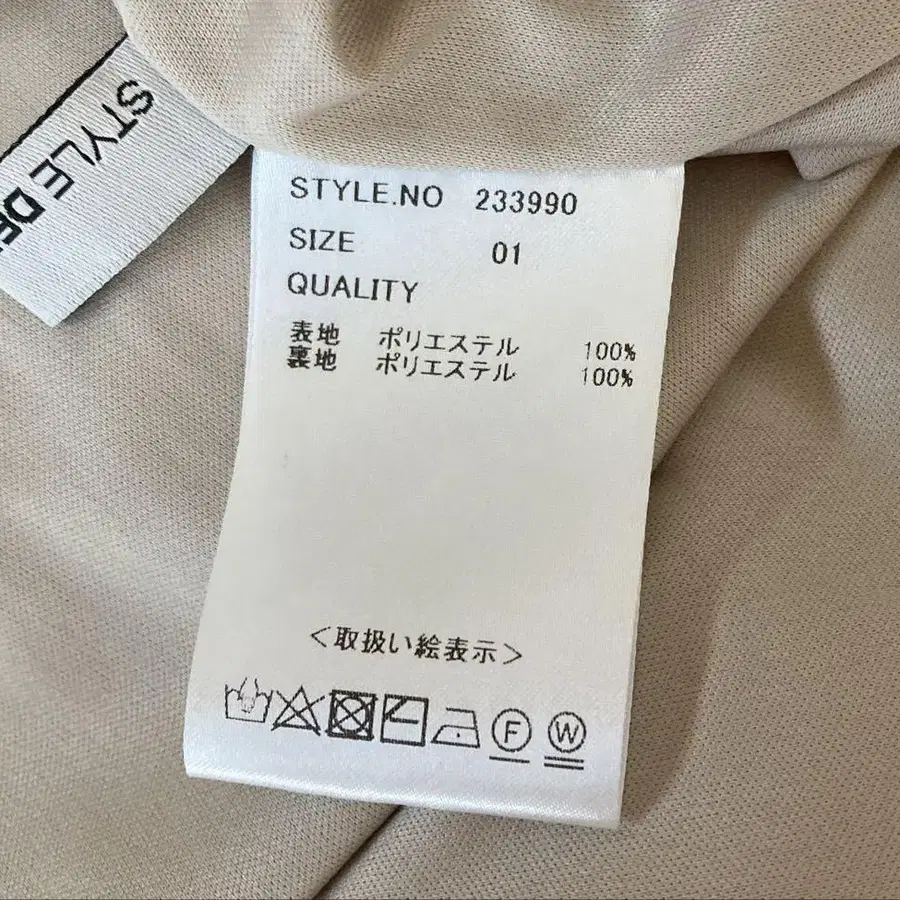 STYLE
STYLE.NO 233990
SIZE 01
QUALITY
表地 ポリエステル 100%
裏地 ポリエステル 100%
<取扱い絵表示>
F W